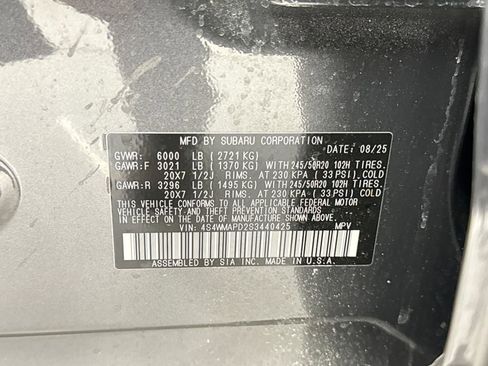 MFD BY SUBARU CORPORATION DATE: 08/25
GVWR: 6000 LB (2721 KG)
GAWR:F 3021 LB (1370 KG) WITH 245/50R20 102H TIRES.
20X7 1/2J RIMS. AT 230 KPA (33 PSI) COLD
GAWR:R 3296 LB (1495 KG) WITH 245/50R20 102H TIRES.
20X7 1/2J RIMS. AT 230 KPA (33 PSI) COLD
THIS VEHICLE CONFORMS TO ALL APPLICABLE FEDERAL MOTOR
VEHICLE SAFETY AND THEFT PREVENTION STANDARDS
IN EFFECT ON THE DATE OF MANUFACTURE SHOWN ABOVE.
VIN: 4S4WMAPD2S3440425 MPV
ASSEMBLED BY SIA INC. MADE IN U.S.A.